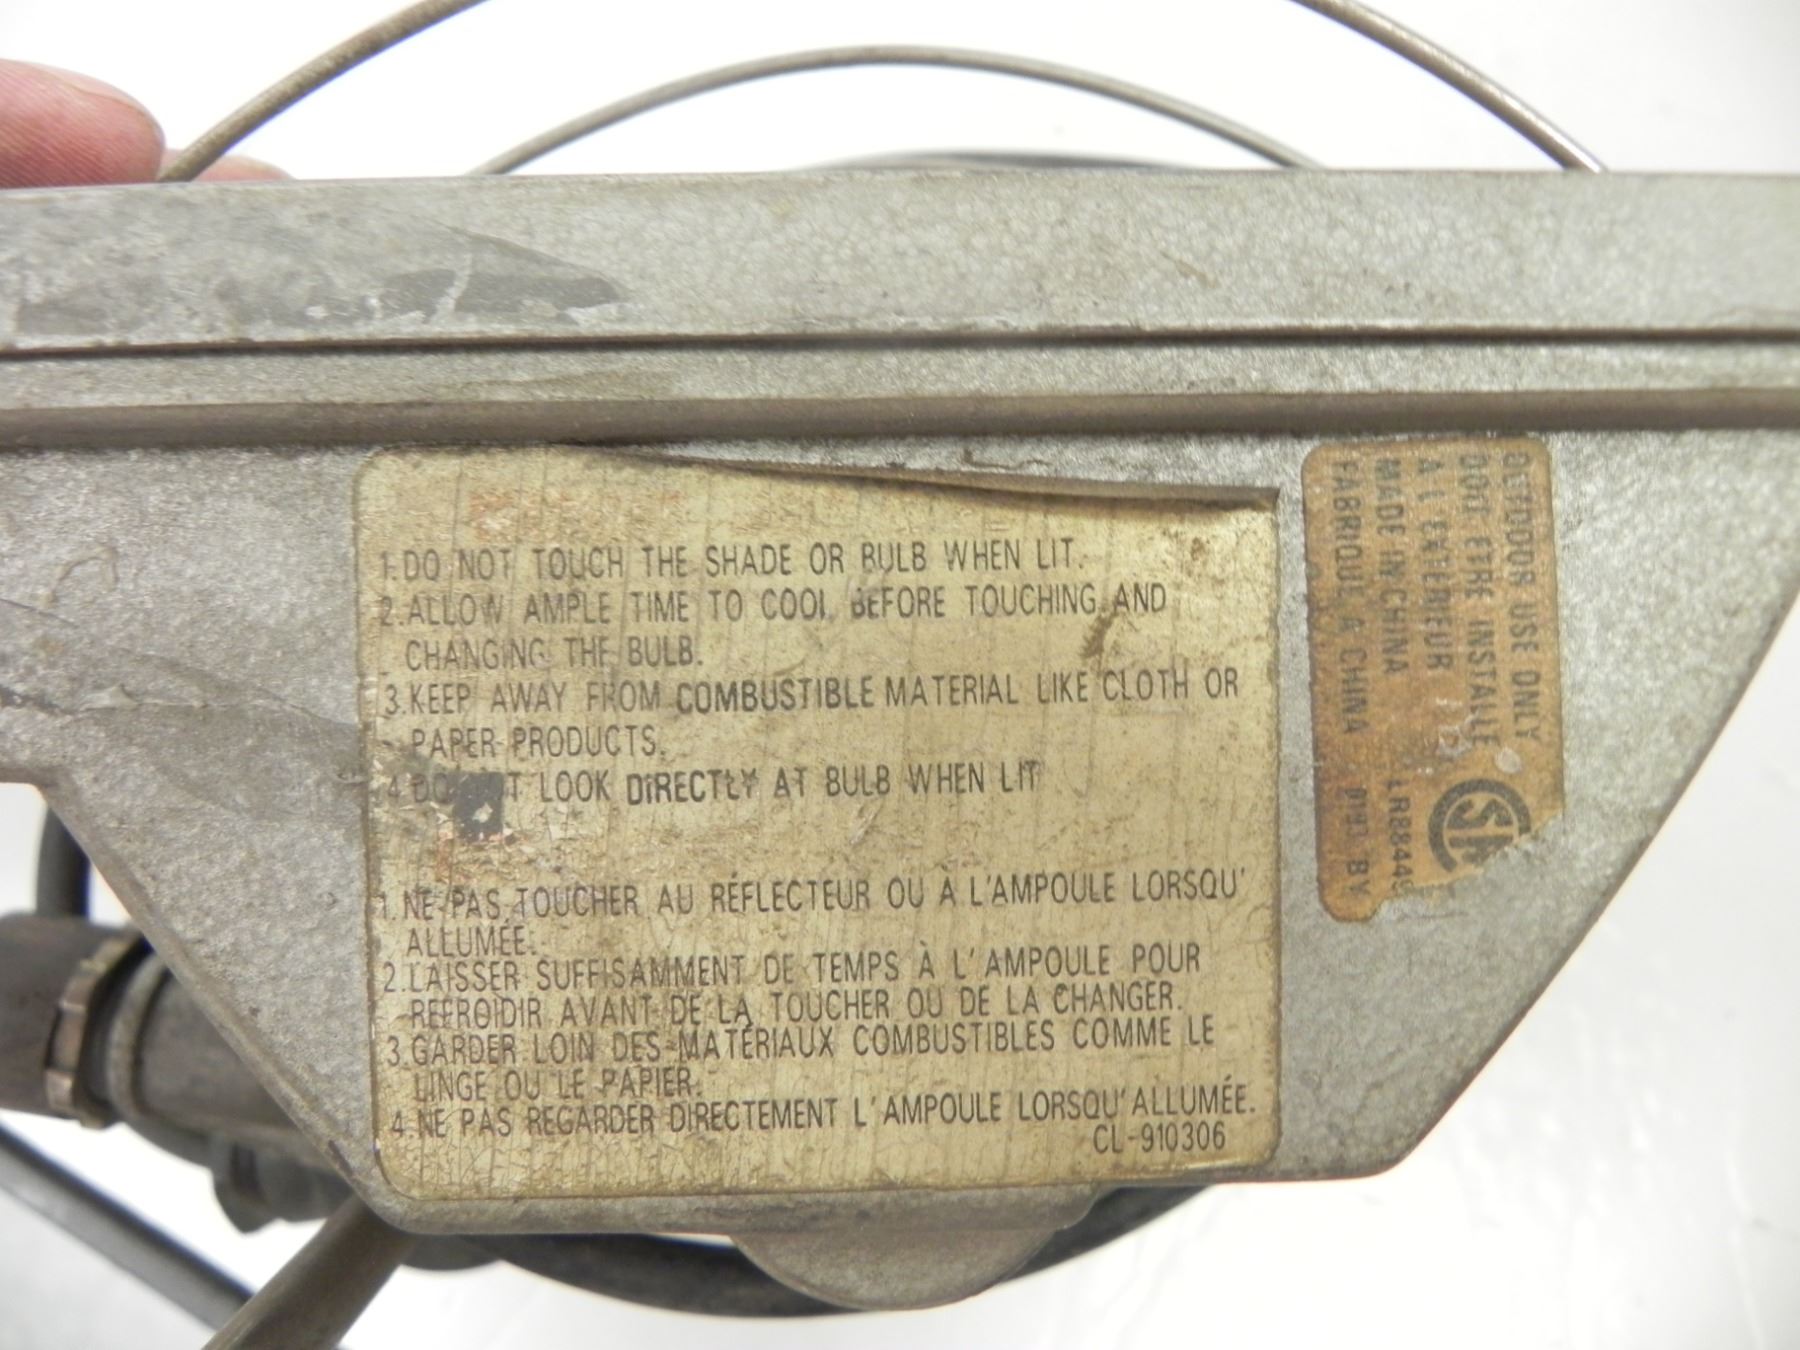 1. DO NOT TOUCH THE SHADE OR BULB WHEN LIT.
2. ALLOW AMPLE TIME TO COOL BEFORE TOUCHING AND
CHANGING THE BULB.
3. KEEP AWAY FROM COMBUSTIBLE MATERIAL LIKE CLOTH OR
PAPER PRODUCTS.
4. DO T LOOK DIRECTLY AT BULB WHEN LIT
1. NE PAS TOUCHER AU RÉFLECTEUR OU À L'AMPOULE LORSQU'
ALLUMÉE.
2. LAISSER SUFFISAMMENT DE TEMPS À L'AMPOULE POUR
REFROIDIR AVANT DE LA TOUCHER OU DE LA CHANGER.
3. GARDER LOIN DES MATÉRIAUX COMBUSTIBLES COMME LE
LINGE OU LE PAPIER.
4. NE PAS REGARDER DIRECTEMENT L'AMPOULE LORSQU'ALLUMÉE.
CL-910306
OUTDOOR USE ONLY
DOIT ETRE INSTALLE
A L EXTERIEUR
MADE IN CHINA LR8844
FABRIQUE A CHINA BY